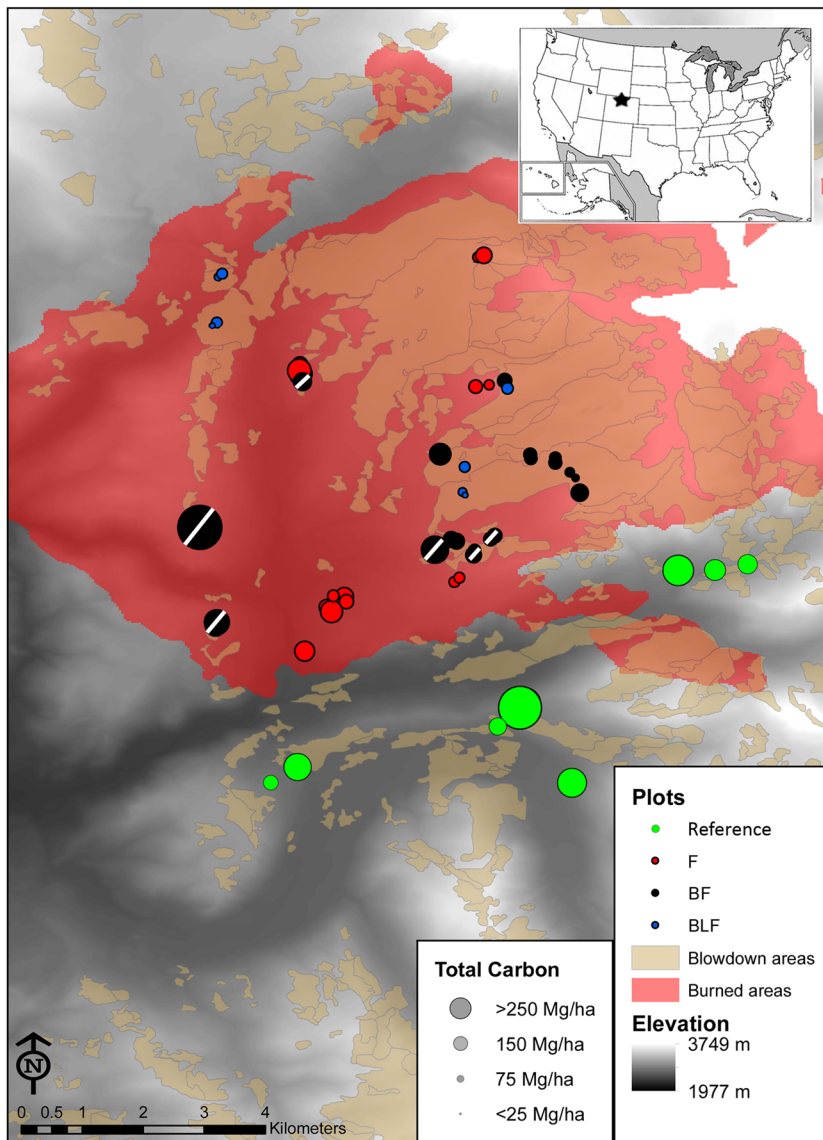 Plots
Reference
F
BF
BLF
Blowdown areas
Burned areas
Elevation
3749 m
1977 m
Total Carbon
>250 Mg/ha
150 Mg/ha
75 Mg/ha
<25 Mg/ha
N
0 0.5 1 2 3 4
Kilometers